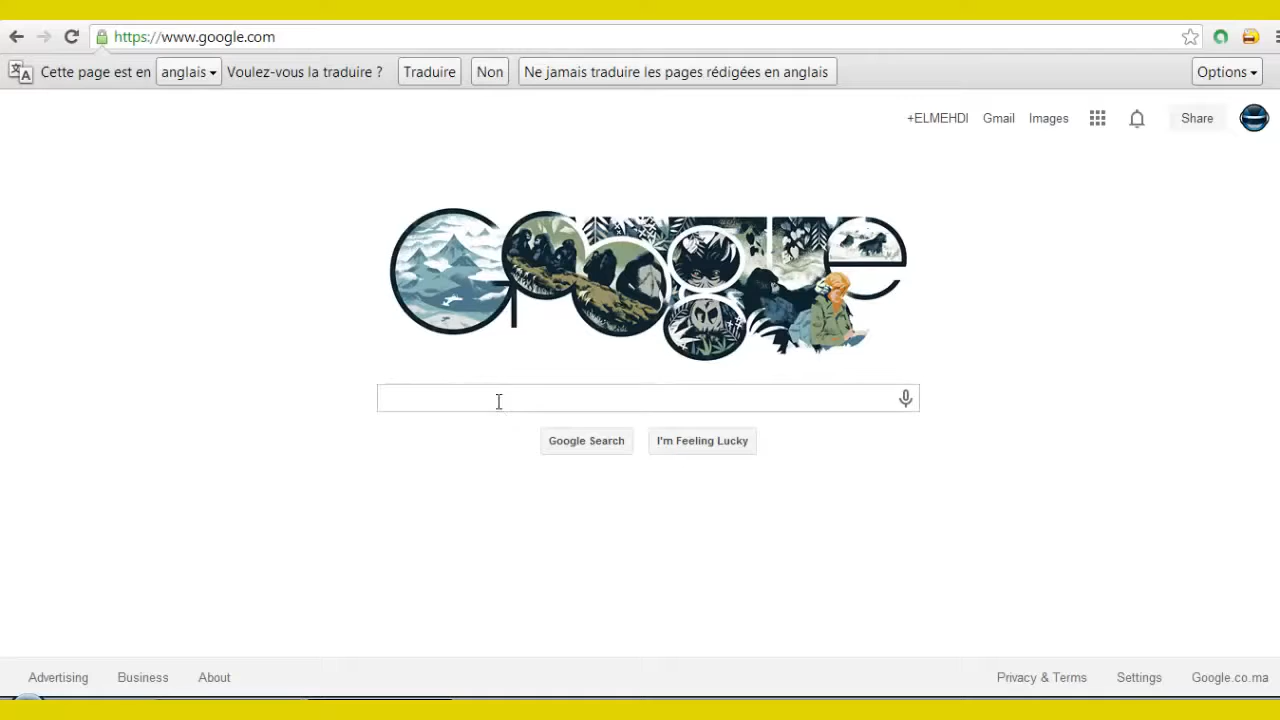 https://www.google.com
Cette page est en anglais Voulez-vous la traduire ? Traduire Non Ne jamais traduire les pages rédigées en anglais Options
+ELMEHDI Gmail Images Share
Google
Google Search I'm Feeling Lucky
Advertising Business About Privacy & Terms Settings Google.co.ma